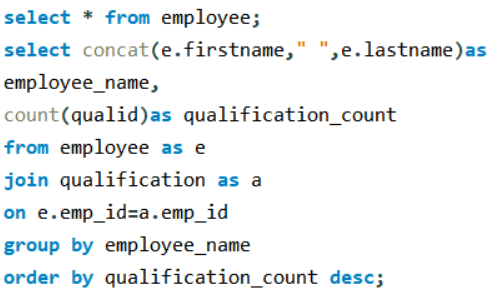 select * from employee;
select concat(e.firstname," ",e.lastname)as
employee_name,
count(qualid)as qualification_count
from employee as e
join qualification as a
on e.emp_id=a.emp_id
group by employee_name
order by qualification_count desc;